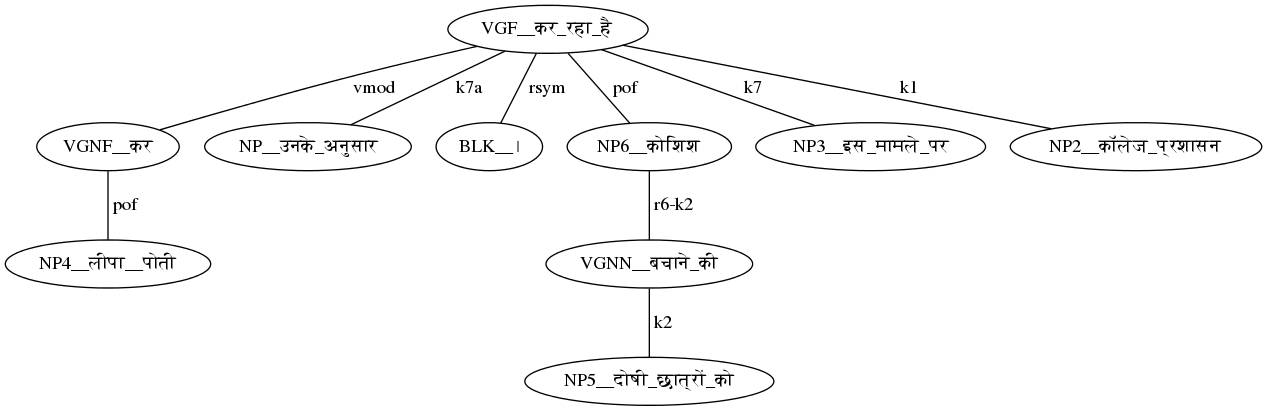 VGF__कर_रहा_है
vmod k7a rsym pof k7 k1
VGNF__कर NP__उनके_अनुसार BLK__। NP6__कोशिश NP3__इस_मामले_पर NP2__कॉलेज_प्रशासन
pof r6-k2
NP4__लीपा__पोती VGNN__बचाने_की
k2
NP5__दोषी_छात्रों_को